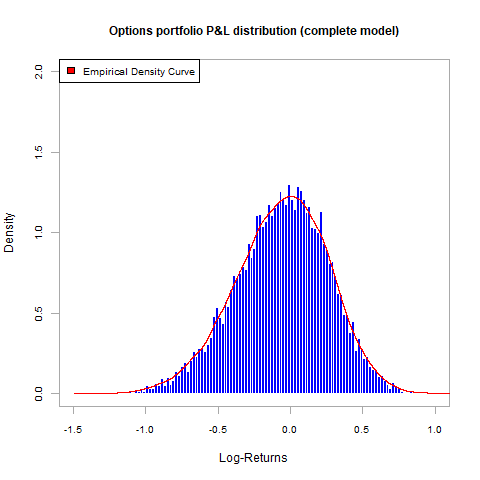 Options portfolio P&L distribution (complete model)
Empirical Density Curve
2.0
1.5
1.0
0.5
0.0
Density
-1.5 -1.0 -0.5 0.0 0.5 1.0
Log-Returns